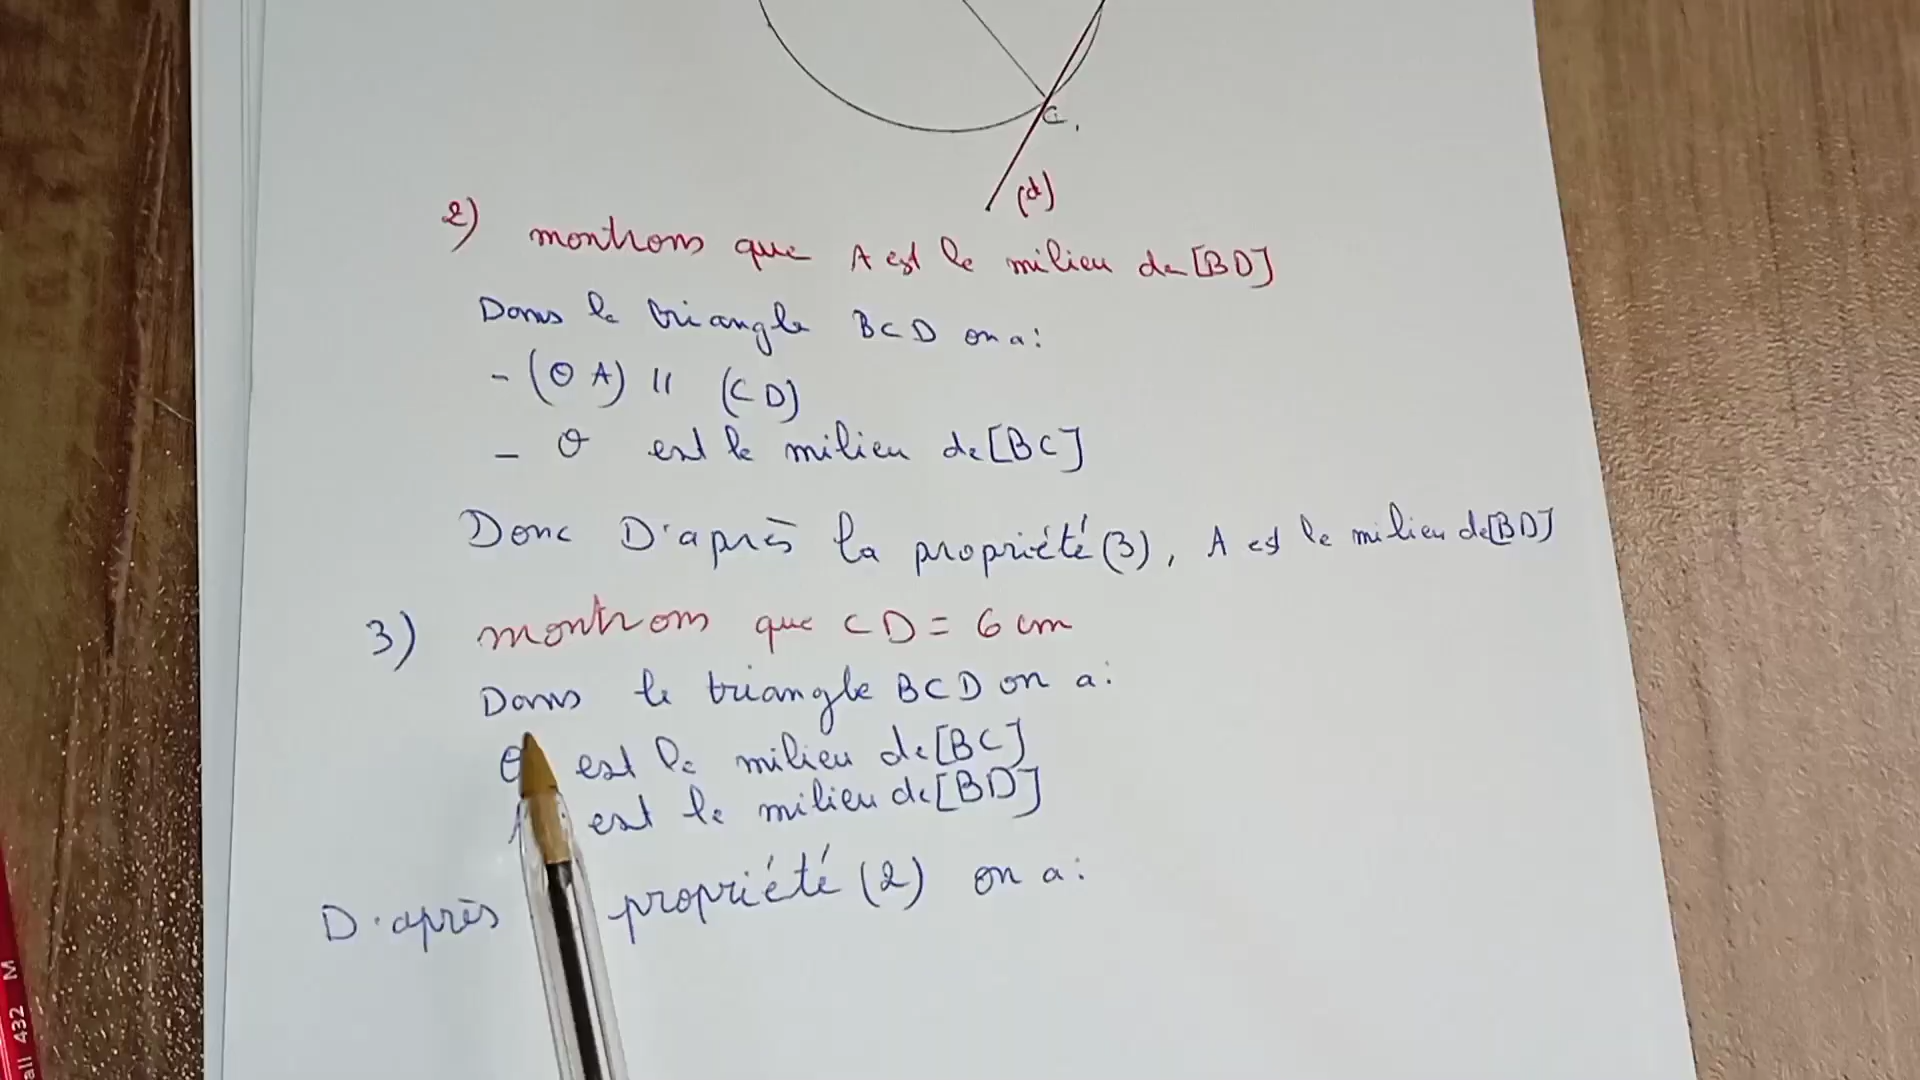 C
(d)
2) montrons que A est le milieu de [BD]
Dans le triangle BCD on a:
- (OA) // (CD)
- O est le milieu de [BC]
Donc D'après la propriété (3), A est le milieu de [BD]
3) montrons que CD = 6 cm
Dans le triangle BCD on a:
O est le milieu de [BC]
est le milieu de [BD]
D'après propriété (2) on a:
all 432 M